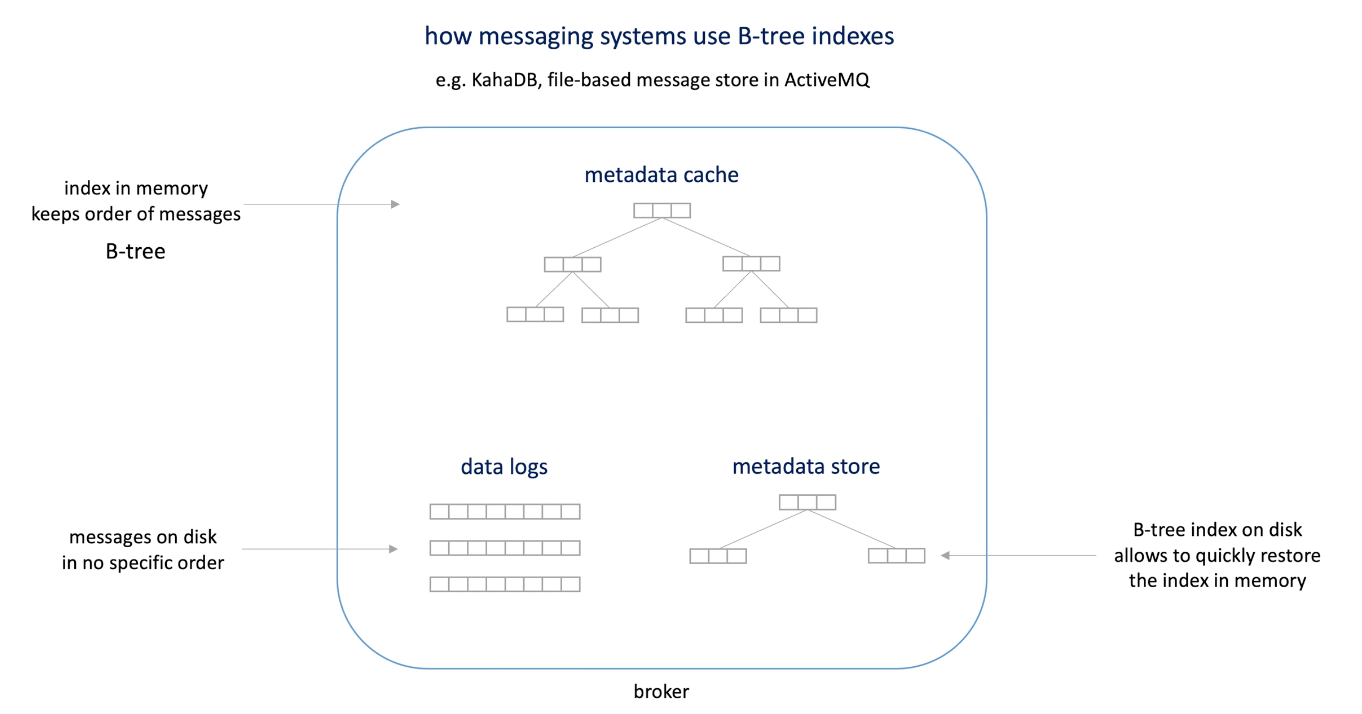 how messaging systems use B-tree indexes
e.g. KahaDB, file-based message store in ActiveMQ
metadata cache
index in memory
keeps order of messages
B-tree
data logs
metadata store
messages on disk
in no specific order
B-tree index on disk
allows to quickly restore
the index in memory
broker